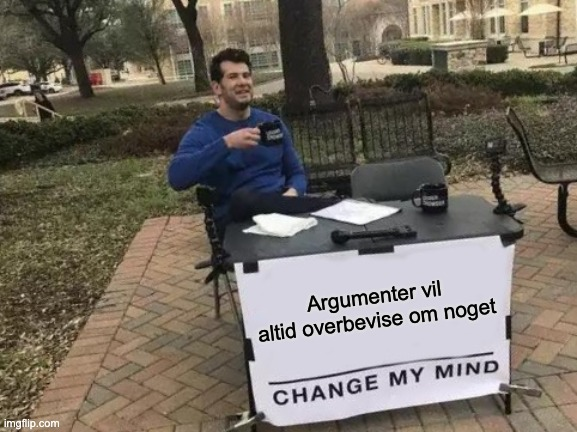 Argumenter vil
altid overbevise om noget
CHANGE MY MIND
imgflip.com